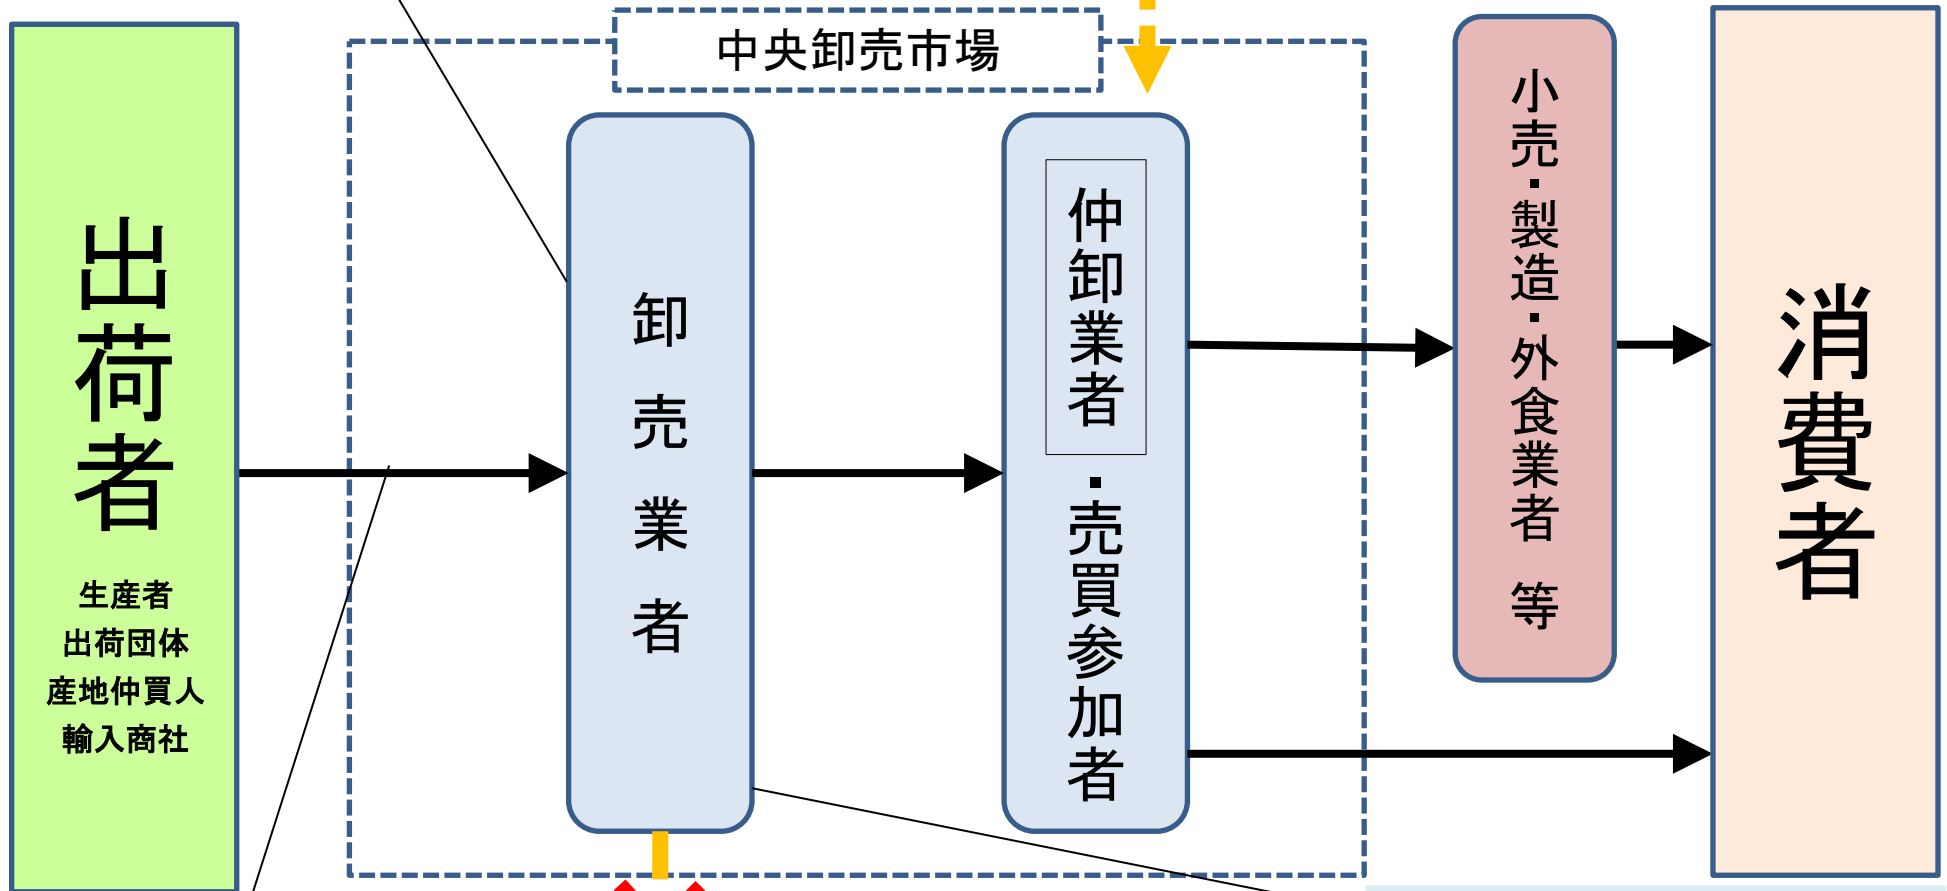 中央卸売市場
出荷者
生産者
出荷団体
産地仲買人
輸入商社
卸売業者
仲卸業者・売買参加者
小売・製造・外食業者 等
消費者